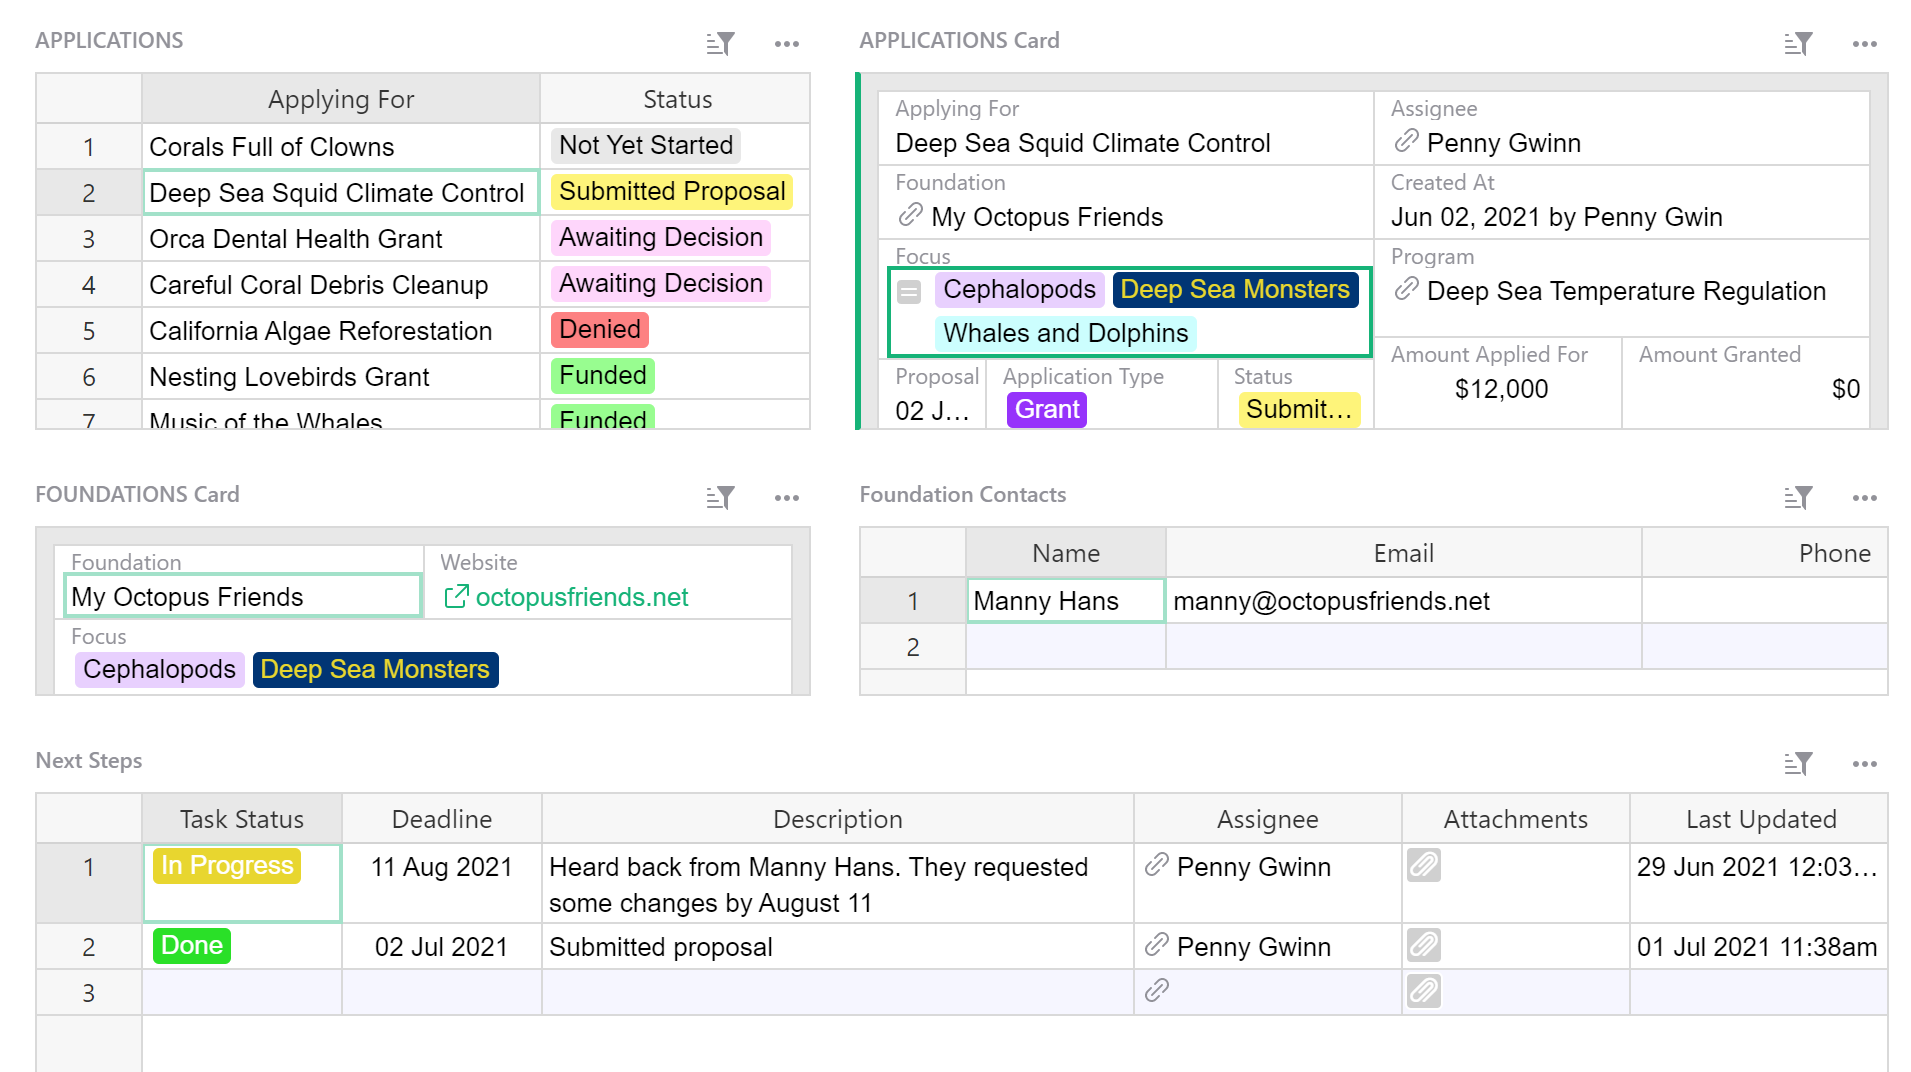 APPLICATIONS
Applying For Status
1 Corals Full of Clowns Not Yet Started
2 Deep Sea Squid Climate Control Submitted Proposal
3 Orca Dental Health Grant Awaiting Decision
4 Careful Coral Debris Cleanup Awaiting Decision
5 California Algae Reforestation Denied
6 Nesting Lovebirds Grant Funded
7 Music of the Whales Funded
APPLICATIONS Card
Applying For
Deep Sea Squid Climate Control
Assignee
Penny Gwinn
Foundation
My Octopus Friends
Created At
Jun 02, 2021 by Penny Gwin
Focus
Cephalopods Deep Sea Monsters
Whales and Dolphins
Program
Deep Sea Temperature Regulation
Proposal
02 J...
Application Type
Grant
Status
Submit...
Amount Applied For
$12,000
Amount Granted
$0
FOUNDATIONS Card
Foundation
My Octopus Friends
Website
octopusfriends.net
Focus
Cephalopods Deep Sea Monsters
Foundation Contacts
Name Email Phone
1 Manny Hans manny@octopusfriends.net
2
Next Steps
Task Status Deadline Description Assignee Attachments Last Updated
1 In Progress 11 Aug 2021 Heard back from Manny Hans. They requested Penny Gwinn 29 Jun 2021 12:03...
some changes by August 11
2 Done 02 Jul 2021 Submitted proposal Penny Gwinn 01 Jul 2021 11:38am
3